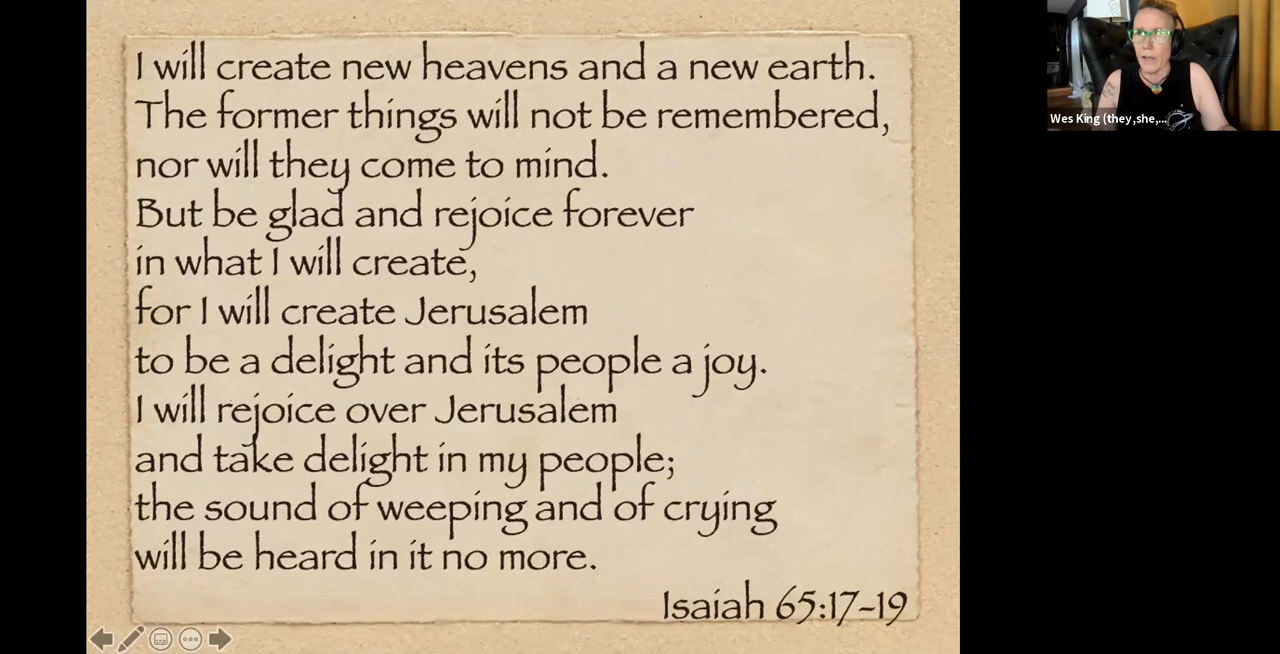 I will create new heavens and a new earth.
The former things will not be remembered,
nor will they come to mind.
But be glad and rejoice forever
in what I will create,
for I will create Jerusalem
to be a delight and its people a joy.
I will rejoice over Jerusalem
and take delight in my people;
the sound of weeping and of crying
will be heard in it no more.
Isaiah 65:17-19
Wes King (they,she,...